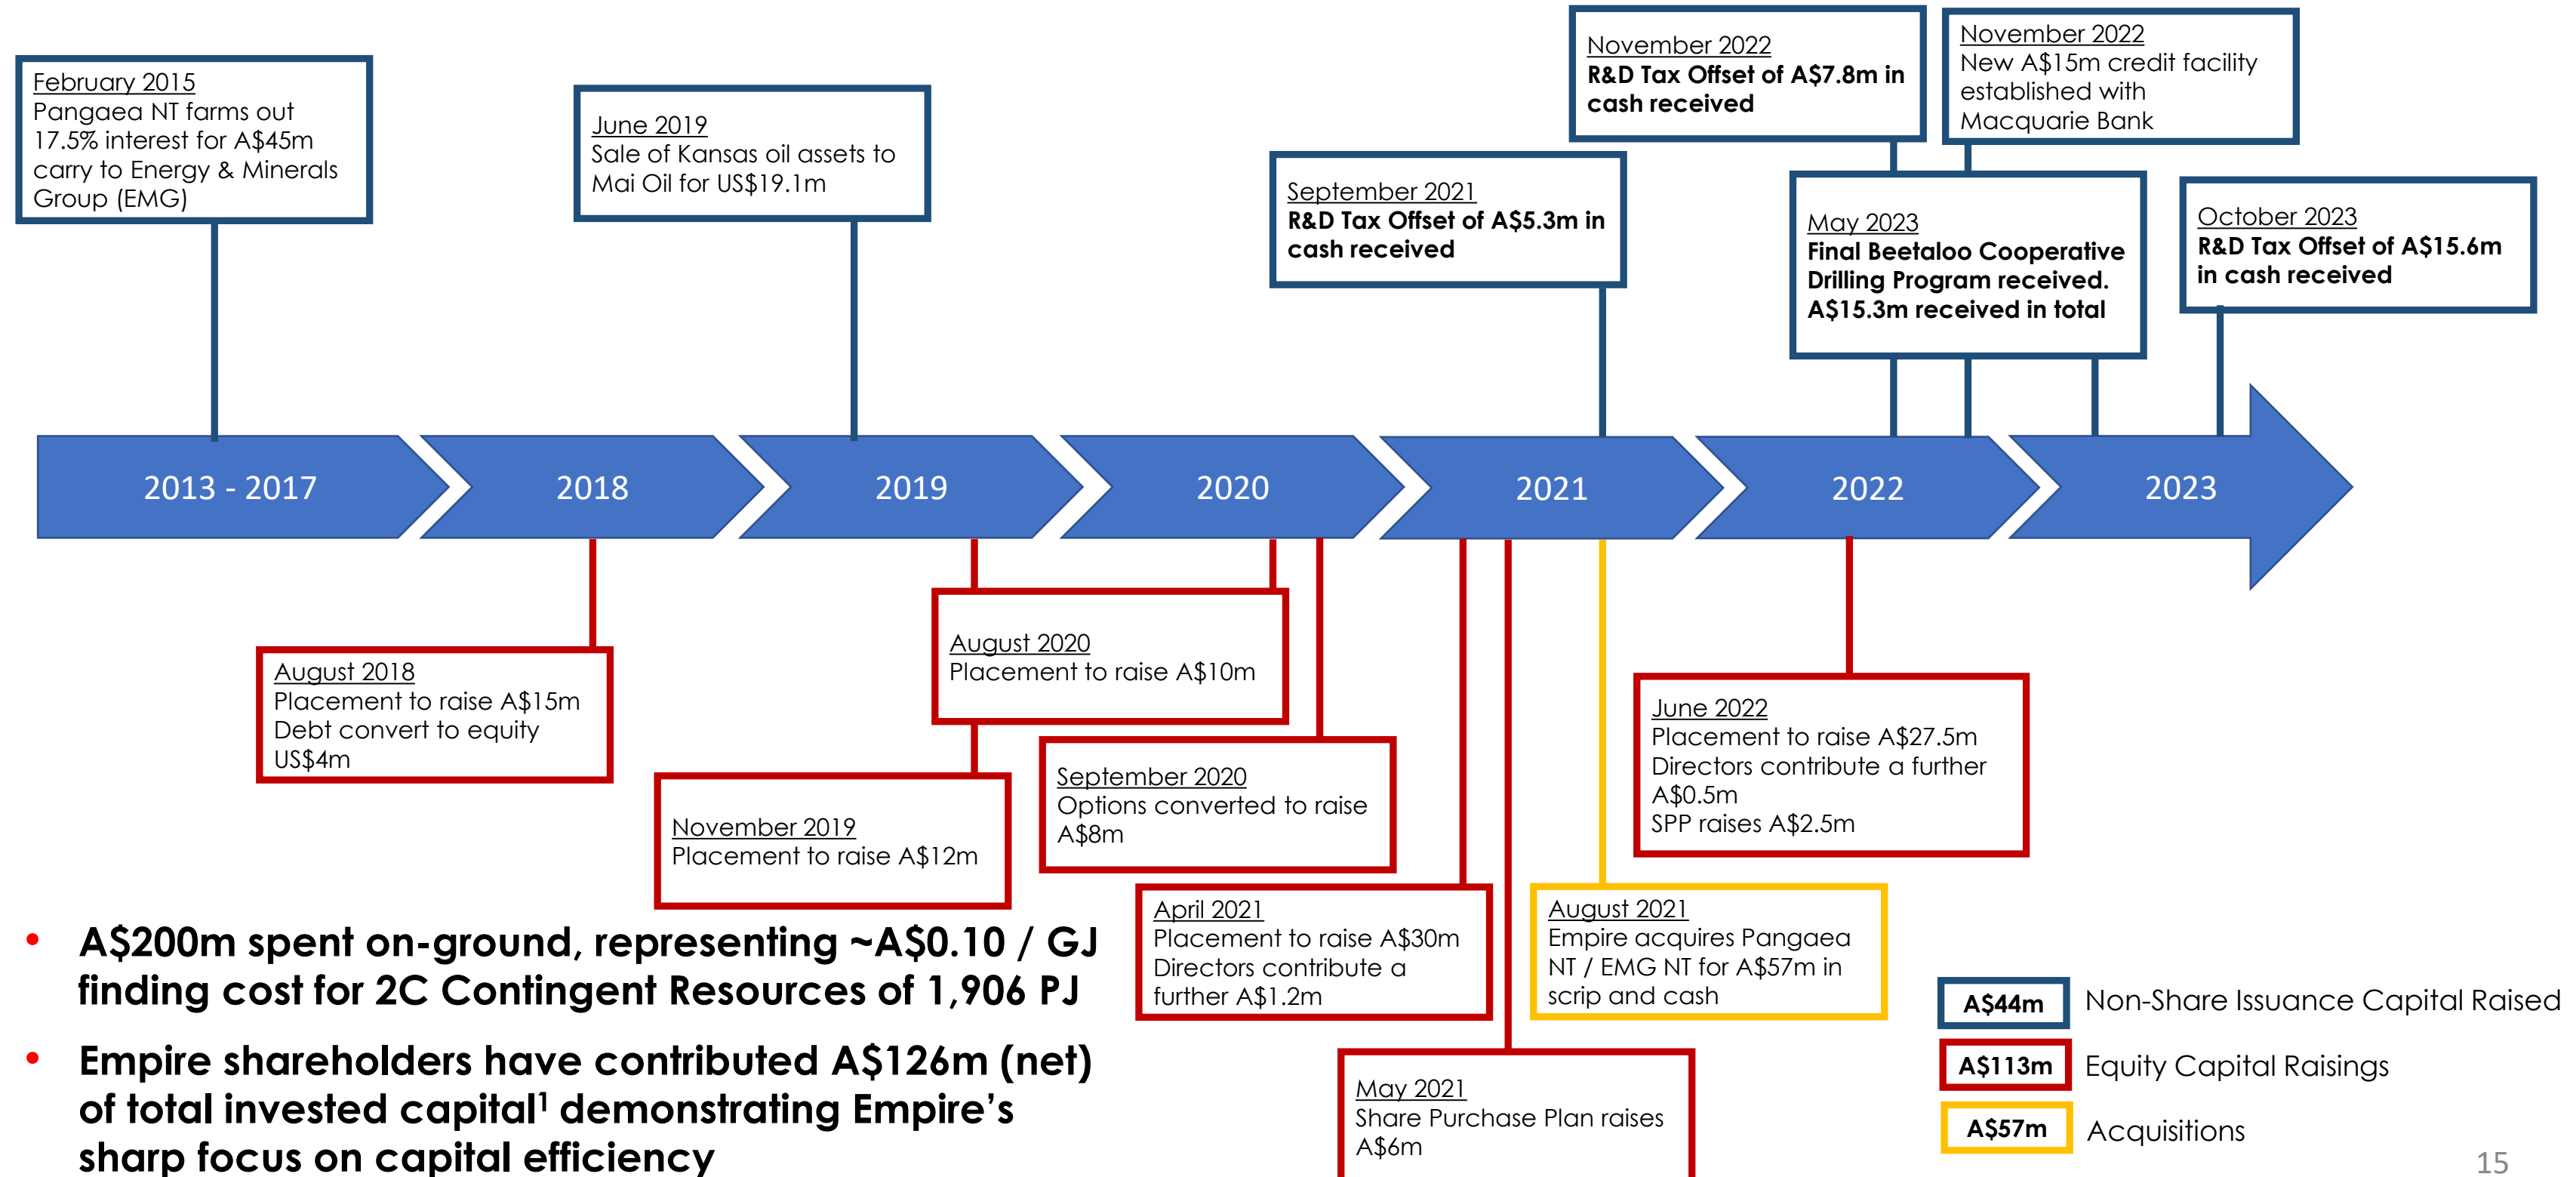 February 2015
Pangaea NT farms out
17.5% interest for A$45m
carry to Energy & Minerals
Group (EMG)
June 2019
Sale of Kansas oil assets to
Mai Oil for US$19.1m
September 2021
R&D Tax Offset of A$5.3m in
cash received
November 2022
R&D Tax Offset of A$7.8m in
cash received
November 2022
New A$15m credit facility
established with
Macquarie Bank
May 2023
Final Beetaloo Cooperative
Drilling Program received.
A$15.3m received in total
October 2023
R&D Tax Offset of A$15.6m
in cash received
2013 - 2017
2018
2019
2020
2021
2022
2023
August 2018
Placement to raise A$15m
Debt convert to equity
US$4m
November 2019
Placement to raise A$12m
August 2020
Placement to raise A$10m
September 2020
Options converted to raise
A$8m
April 2021
Placement to raise A$30m
Directors contribute a
further A$1.2m
May 2021
Share Purchase Plan raises
A$6m
August 2021
Empire acquires Pangaea
NT / EMG NT for A$57m in
scrip and cash
June 2022
Placement to raise A$27.5m
Directors contribute a further
A$0.5m
SPP raises A$2.5m
• A$200m spent on-ground, representing ~A$0.10 / GJ
finding cost for 2C Contingent Resources of 1,906 PJ
• Empire shareholders have contributed A$126m (net)
of total invested capital¹ demonstrating Empire’s
sharp focus on capital efficiency
A$44m Non-Share Issuance Capital Raised
A$113m Equity Capital Raisings
A$57m Acquisitions
15